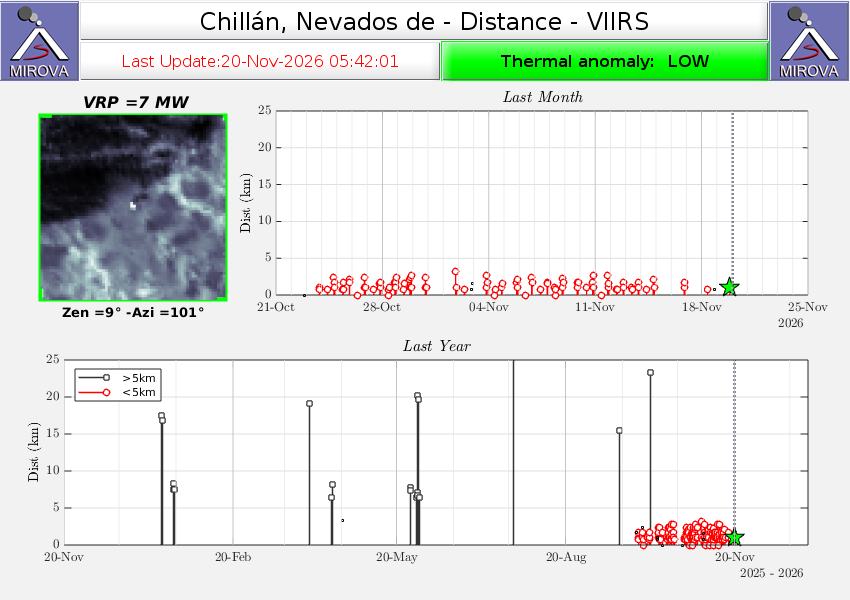 MIROVA
Chillán, Nevados de - Distance - VIIRS
MIROVA
Last Update:20-Nov-2026 05:42:01
Thermal anomaly: LOW
VRP =7 MW
Zen =9° -Azi =101°
Last Month
Dist (km)
25
20
15
10
5
0
21-Oct
28-Oct
04-Nov
11-Nov
18-Nov
25-Nov
2026
Last Year
>5km
<5km
Dist (km)
25
20
15
10
5
0
20-Nov
20-Feb
20-May
20-Aug
20-Nov
2025 - 2026